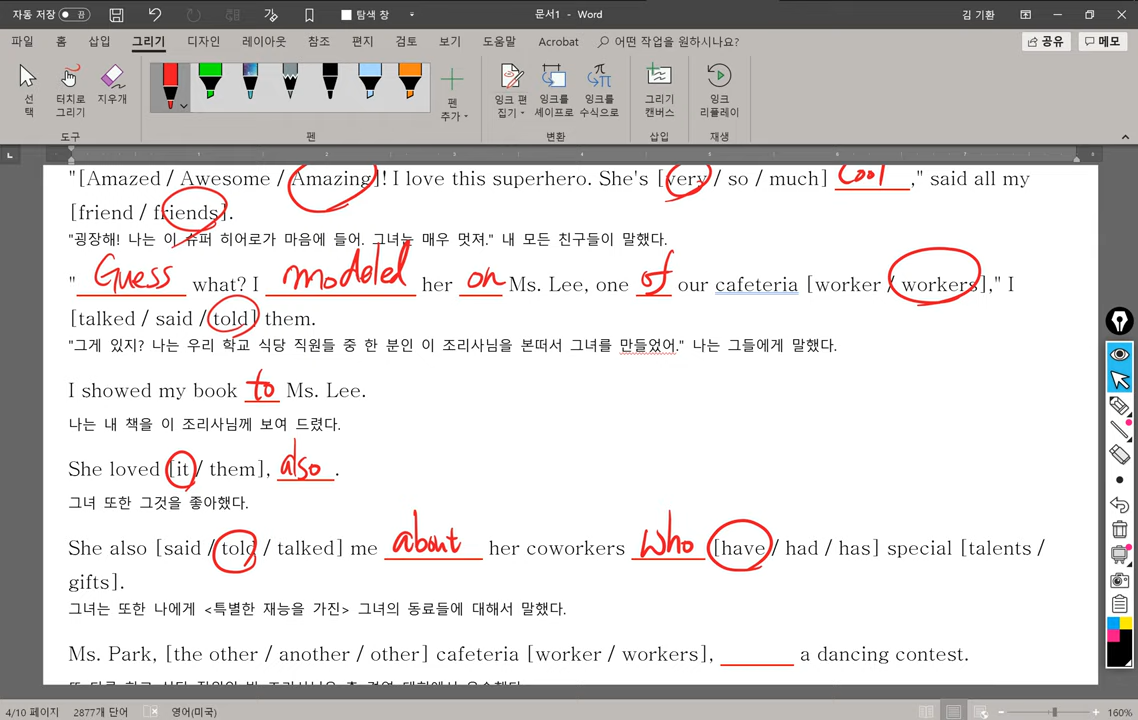 자동 저장 끔 탐색 창 문서1 - Word 김 기환
파일 홈 삽입 그리기 디자인 레이아웃 참조 편지 검토 보기 도움말 Acrobat 어떤 작업을 원하시나요? 공유 메모
선택 터치로 그리기 지우개 펜 추가 잉크 편집기 잉크를 셰이프로 잉크를 수식으로 그리기 캔버스 잉크 리플레이
도구 펜 변환 삽입 재생
"[Amazed / Awesome / Amazing]! I love this superhero. She's [very / so / much] cool," said all my
[friend / friends].
"굉장해! 나는 이 슈퍼 히어로가 마음에 들어. 그녀는 매우 멋져." 내 모든 친구들이 말했다.
" Guess what? I modeled her on Ms. Lee, one of our cafeteria [worker / workers]," I
[talked / said / told] them.
"그게 있지? 나는 우리 학교 식당 직원들 중 한 분인 이 조리사님을 본떠서 그녀를 만들었어." 나는 그들에게 말했다.
I showed my book to Ms. Lee.
나는 내 책을 이 조리사님께 보여 드렸다.
She loved [it / them], also .
그녀 또한 그것을 좋아했다.
She also [said / told / talked] me about her coworkers who [have / had / has] special [talents /
gifts].
그녀는 또한 나에게 <특별한 재능을 가진> 그녀의 동료들에 대해서 말했다.
Ms. Park, [the other / another / other] cafeteria [worker / workers], ______ a dancing contest.
4/10 페이지 2877개 단어 영어(미국) 160%